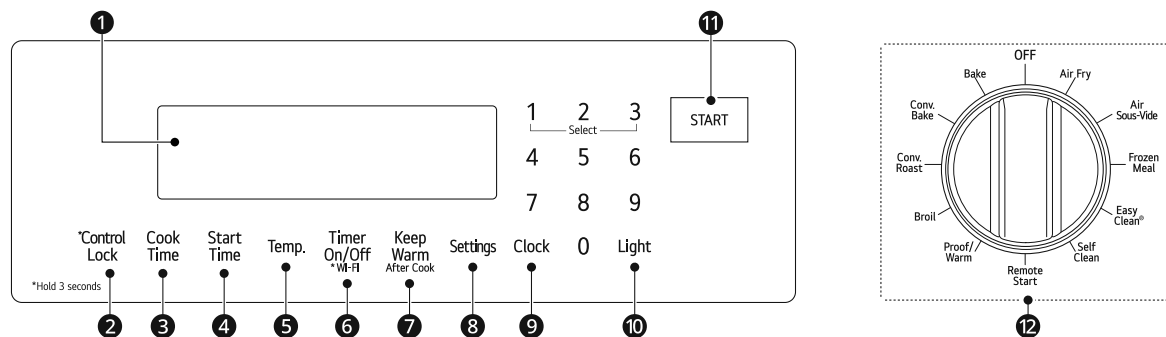 1
11
1 2 3
Select
START
4 5 6
7 8 9
0
*Control
Lock
Cook
Time
Start
Time
Temp.
Timer
On/Off
*Wi-Fi
Keep
Warm
After Cook
Settings
Clock
Light
*Hold 3 seconds
2
3
4
5
6
7
8
9
10
OFF
Air Fry
Air
Sous-Vide
Frozen
Meal
Easy
Clean®
Self
Clean
Remote
Start
Proof/
Warm
Broil
Conv.
Roast
Conv.
Bake
Bake
12